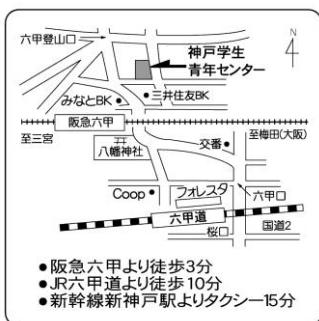 六甲登山口
神戸学生
青年センター
4
みなとBK
三井住友BK
阪急六甲
至三宮
八幡神社
交番
至梅田(大阪)
Coop
フォレスタ
六甲口
六甲道
桜口
国道2
●阪急六甲より徒歩3分
●JR六甲道より徒歩10分
●新幹線新神戸駅よりタクシー15分